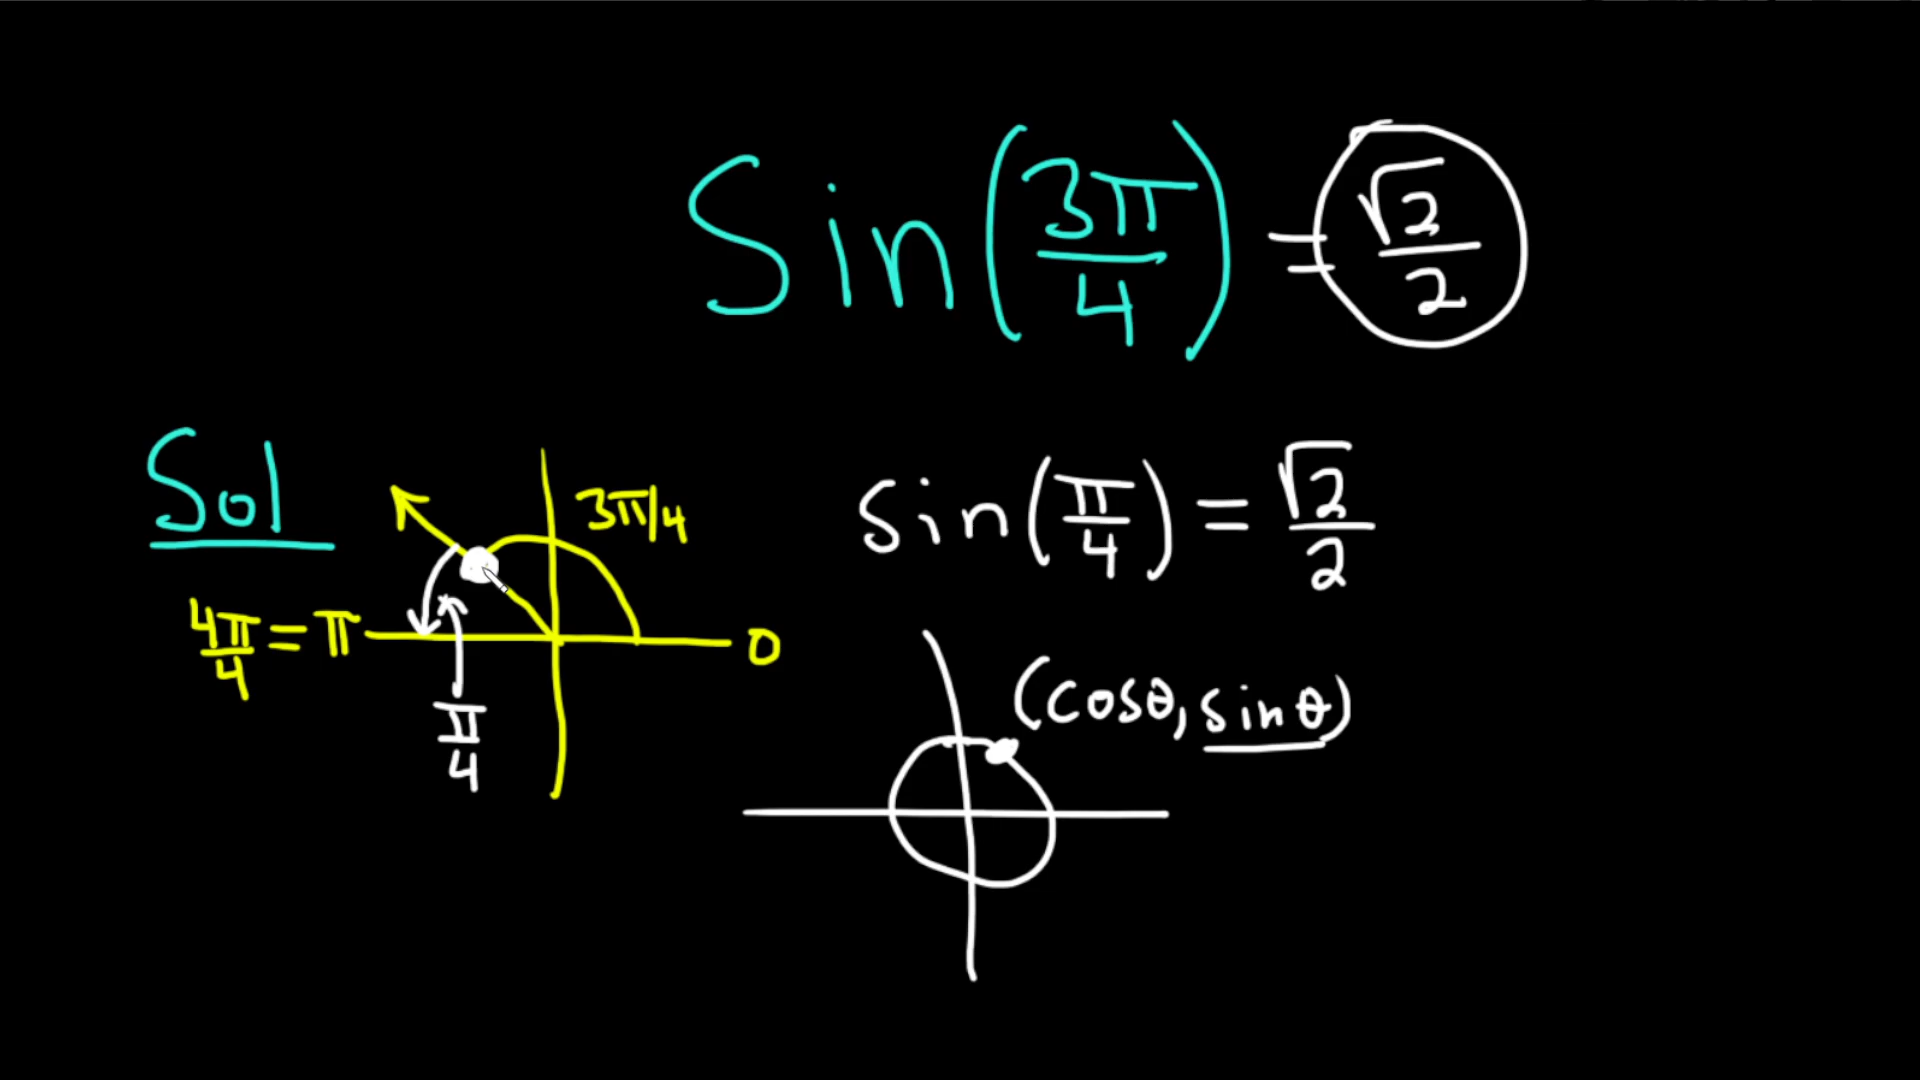 Sin(3π/4) = √2/2
Sol
3π/4
sin(π/4) = √2/2
4π/4 = π
0
π/4
(cosθ, sinθ)